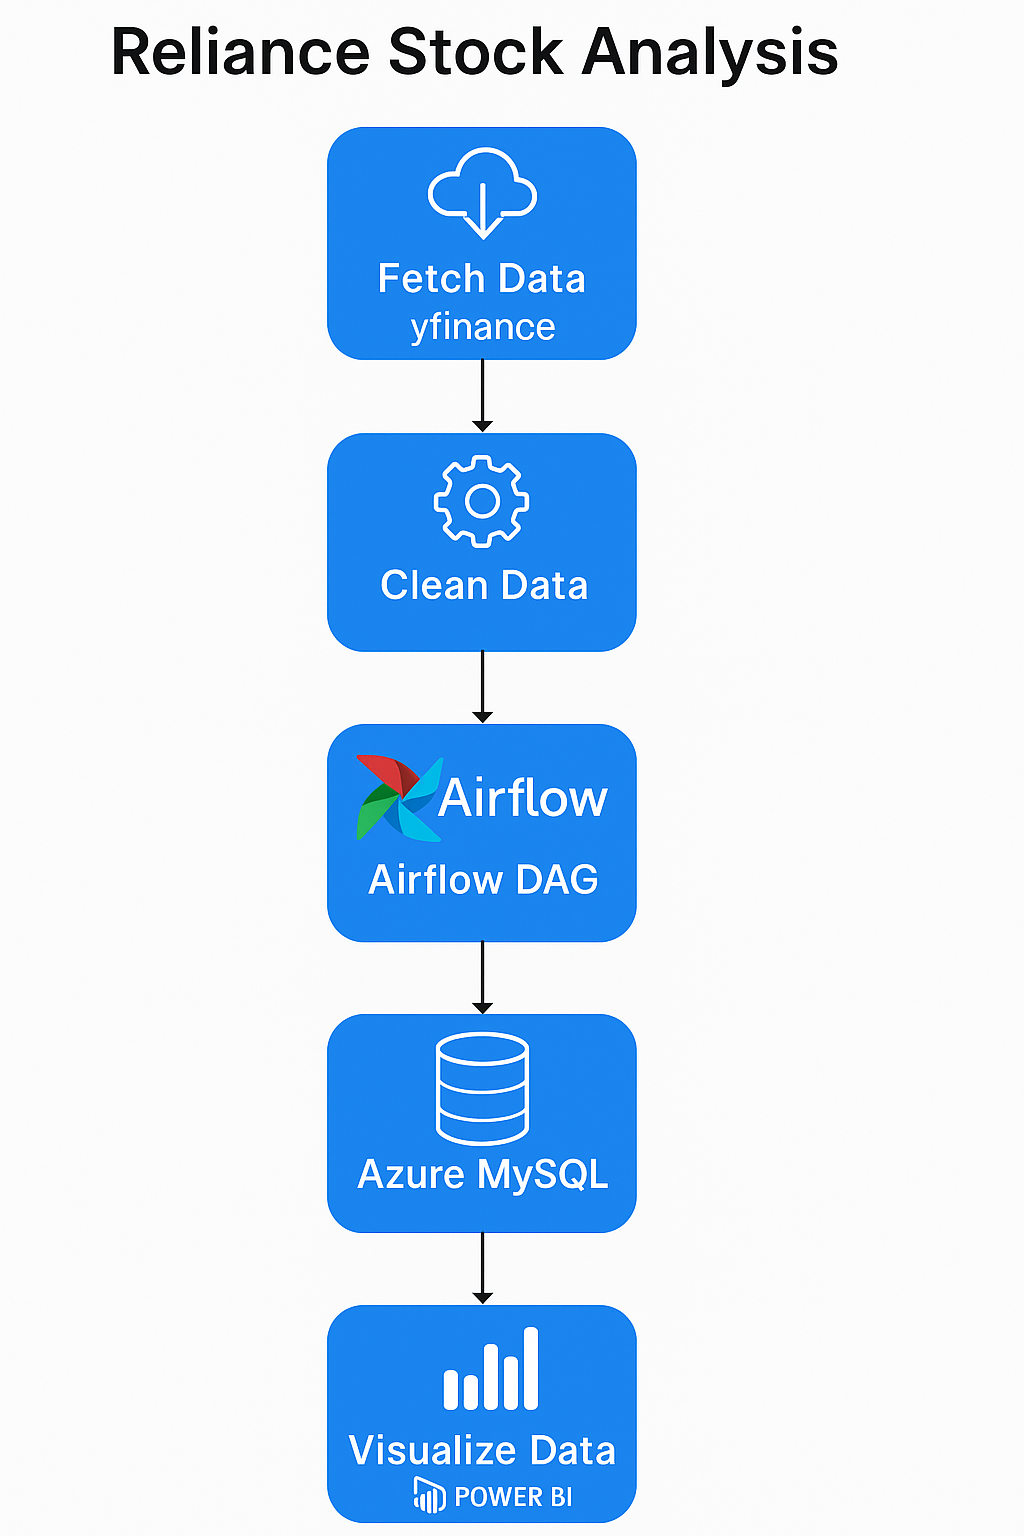 Reliance Stock Analysis
Fetch Data
yfinance
Clean Data
Airflow
Airflow DAG
Azure MySQL
Visualize Data
POWER BI